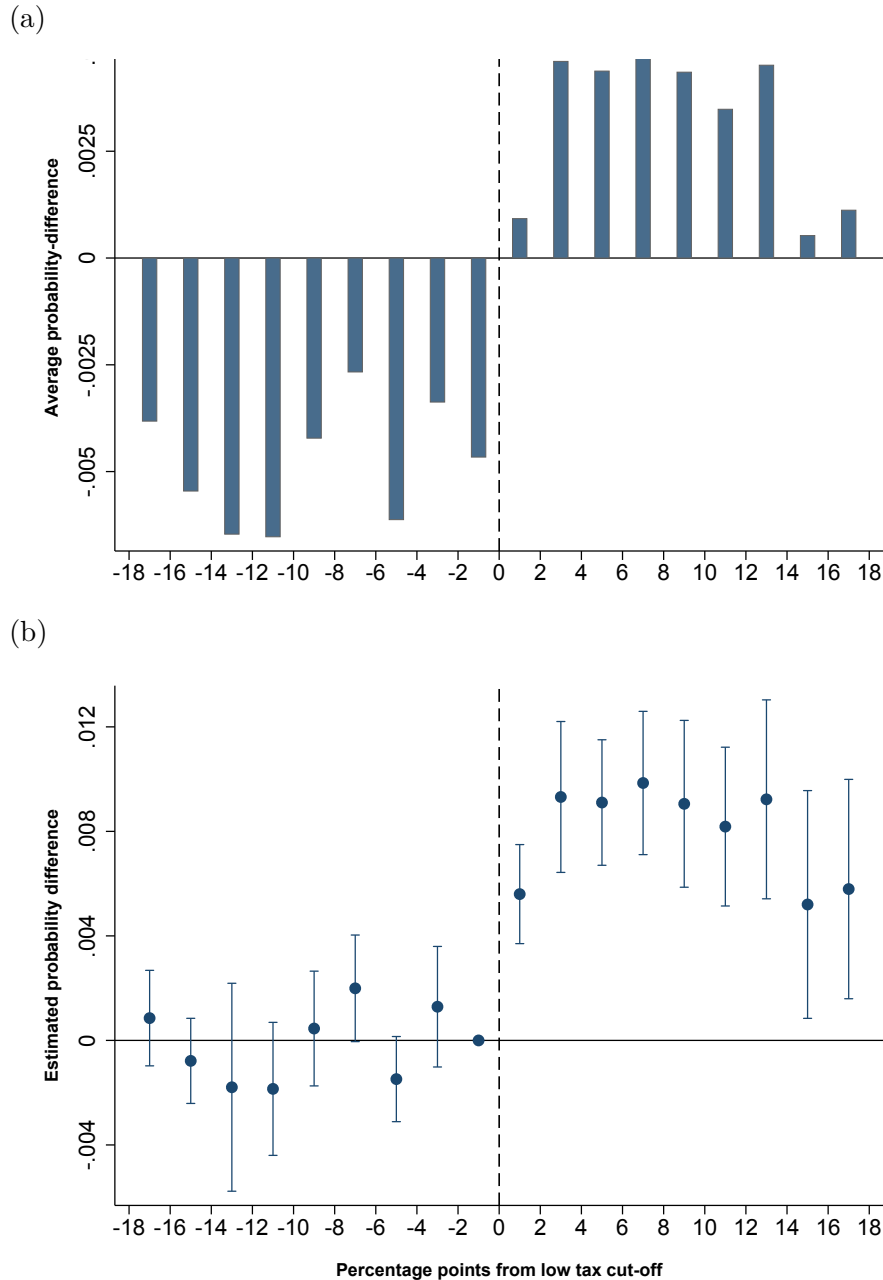 (a)
Average probability-difference
.
.0025
0
-.0025
-.005
-18 -16 -14 -12 -10 -8 -6 -4 -2 0 2 4 6 8 10 12 14 16 18
(b)
Estimated probability difference
.012
.008
.004
0
-.004
-18 -16 -14 -12 -10 -8 -6 -4 -2 0 2 4 6 8 10 12 14 16 18
Percentage points from low tax cut-off